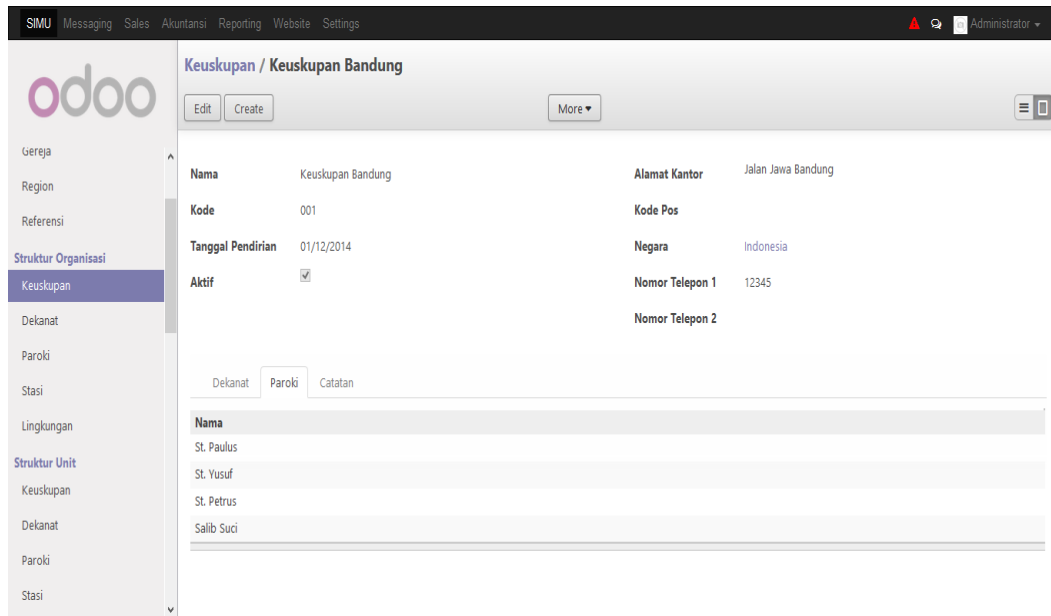 SIMU Messaging Sales Akuntansi Reporting Website Settings Administrator
odoo
Keuskupan / Keuskupan Bandung
Edit Create More
Gereja
Region
Referensi
Struktur Organisasi
Keuskupan
Dekanat
Paroki
Stasi
Lingkungan
Struktur Unit
Keuskupan
Dekanat
Paroki
Stasi
Nama Keuskupan Bandung
Kode 001
Tanggal Pendirian 01/12/2014
Aktif
Alamat Kantor Jalan Jawa Bandung
Kode Pos
Negara Indonesia
Nomor Telepon 1 12345
Nomor Telepon 2
Dekanat Paroki Catatan
Nama
St. Paulus
St. Yusuf
St. Petrus
Salib Suci